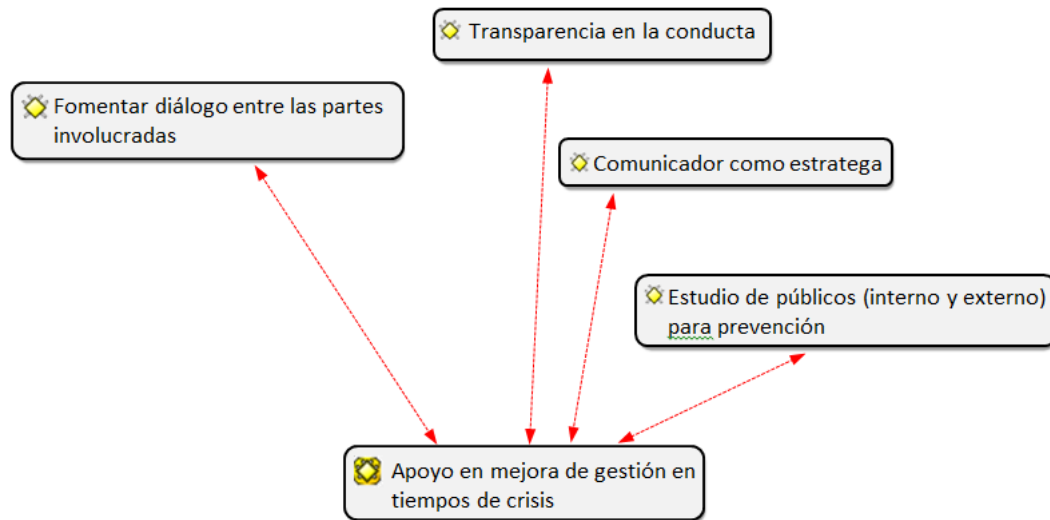 Transparencia en la conducta
Fomentar diálogo entre las partes
involucradas
Comunicador como estratega
Estudio de públicos (interno y externo)
para prevención
Apoyo en mejora de gestión en
tiempos de crisis